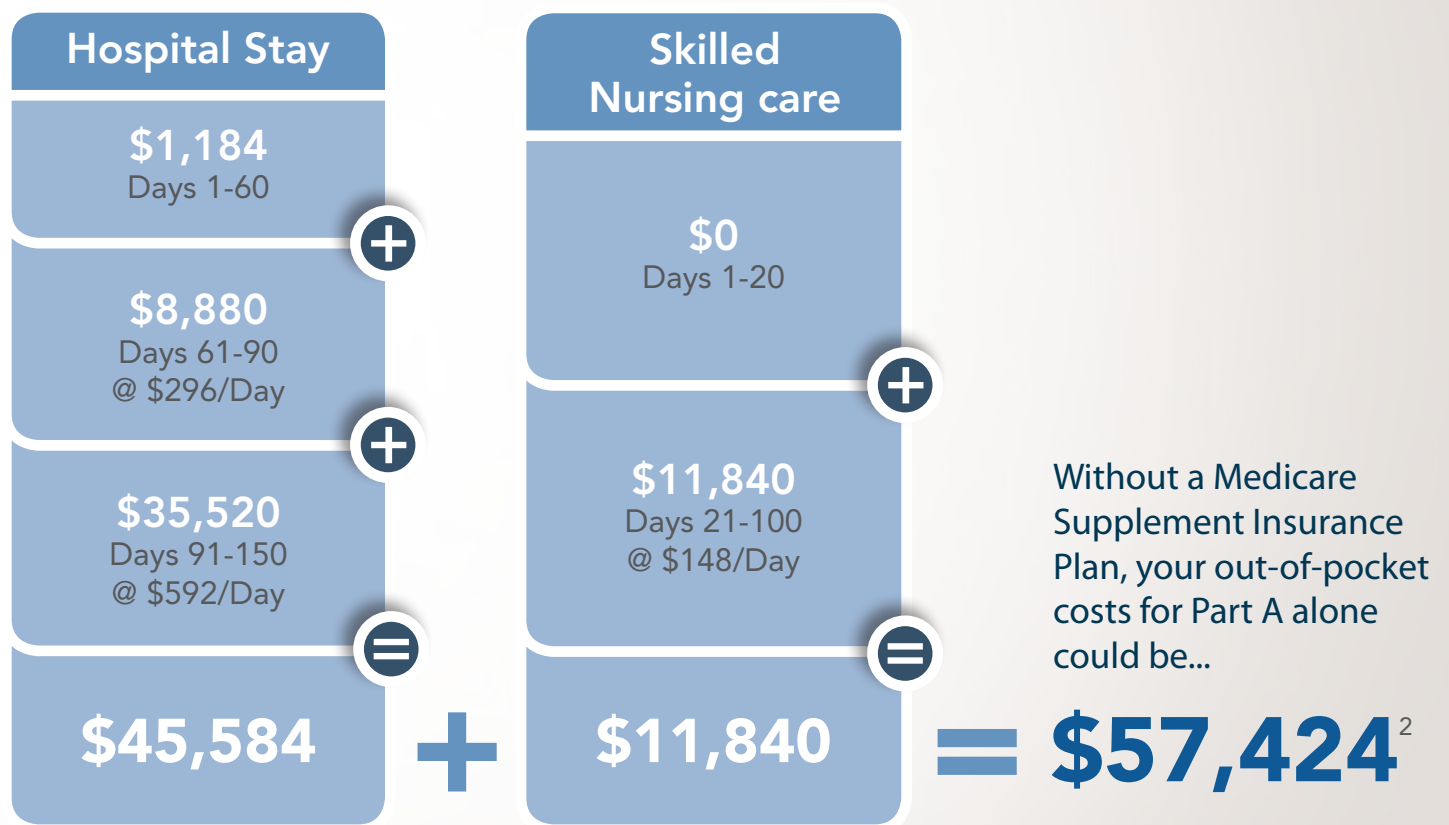 Hospital Stay
$1,184
Days 1-60
+
$8,880
Days 61-90
@ $296/Day
+
$35,520
Days 91-150
@ $592/Day
=
$45,584
+
Skilled
Nursing care
$0
Days 1-20
+
$11,840
Days 21-100
@ $148/Day
=
$11,840
=
Without a Medicare
Supplement Insurance
Plan, your out-of-pocket
costs for Part A alone
could be...
$57,424²